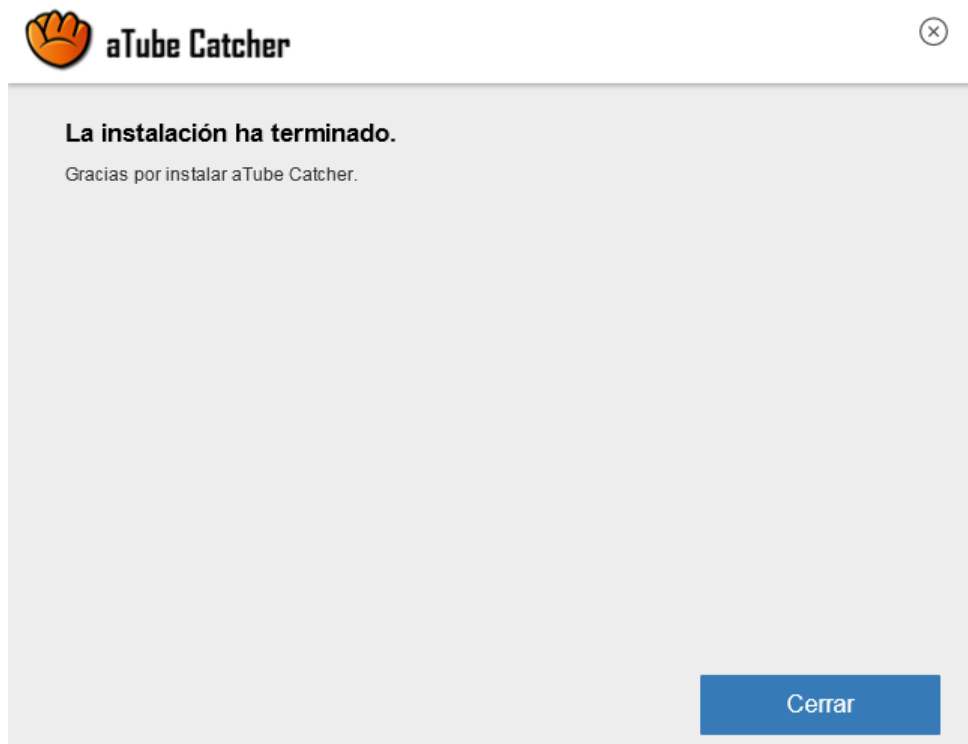 aTube Catcher
La instalación ha terminado.
Gracias por instalar aTube Catcher.
Cerrar